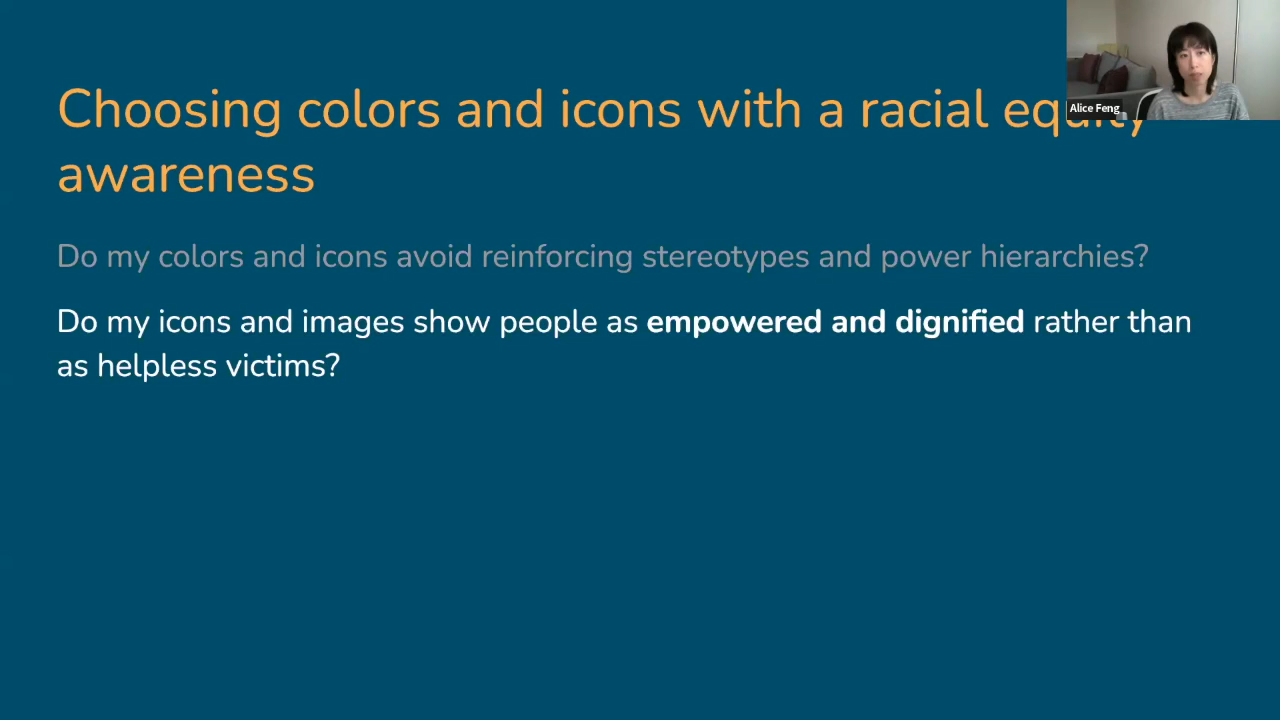 Choosing colors and icons with a racial equity
awareness
Do my colors and icons avoid reinforcing stereotypes and power hierarchies?
Do my icons and images show people as empowered and dignified rather than
as helpless victims?
Alice Feng